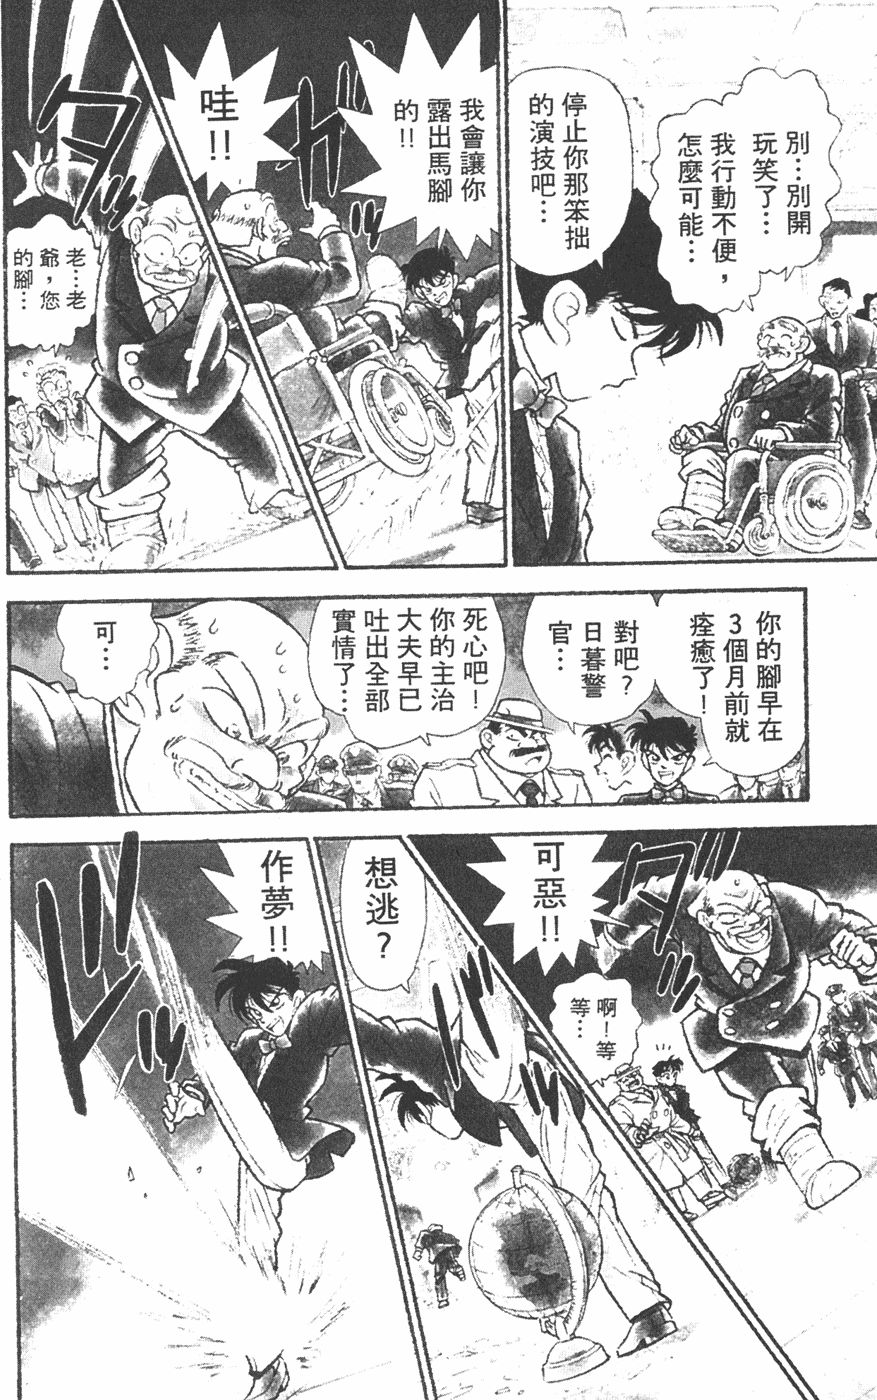 別…別開
玩笑了…
我行動不便，
怎麼可能…
停止你那笨拙
的演技吧…
我會讓你
露出馬腳
的!!
哇!!
老…老
爺，您
的腳…
你的腳早在
3個月前就
痊癒了!
對吧?
日暮警
官…
死心吧!
你的主治
大夫早已
吐出全部
實情了…
可…
可惡!!
啊!等
等…
想逃?
作夢!!